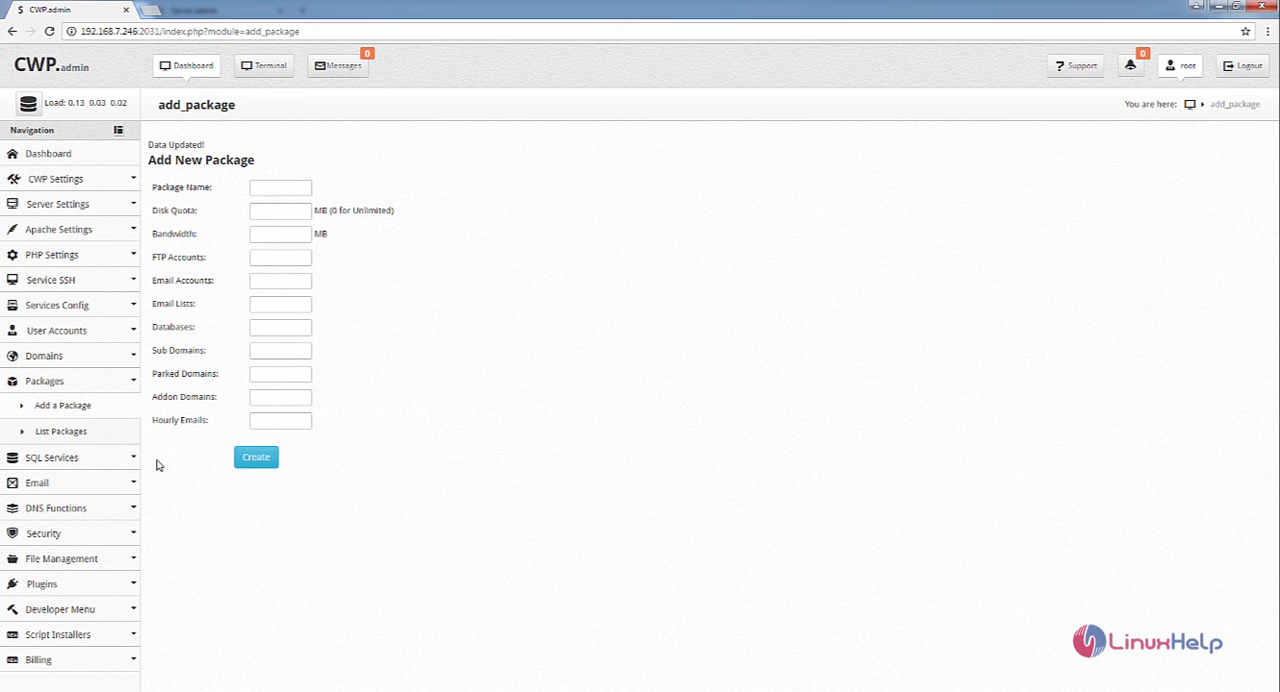 CWP.admin
192.168.7.246:2031/index.php?module=add_package
CWP.admin
Dashboard
Terminal
Messages
0
Support
0
root
Logout
Load: 0.13 0.03 0.02
add_package
You are here:
add_package
Navigation
Dashboard
CWP Settings
Server Settings
Apache Settings
PHP Settings
Service SSH
Services Config
User Accounts
Domains
Packages
Add a Package
List Packages
SQL Services
Email
DNS Functions
Security
File Management
Plugins
Developer Menu
Script Installers
Billing
Data Updated!
Add New Package
Package Name:
Disk Quota: MB (0 for Unlimited)
Bandwidth: MB
FTP Accounts:
Email Accounts:
Email Lists:
Databases:
Sub Domains:
Parked Domains:
Addon Domains:
Hourly Emails:
Create
LinuxHelp